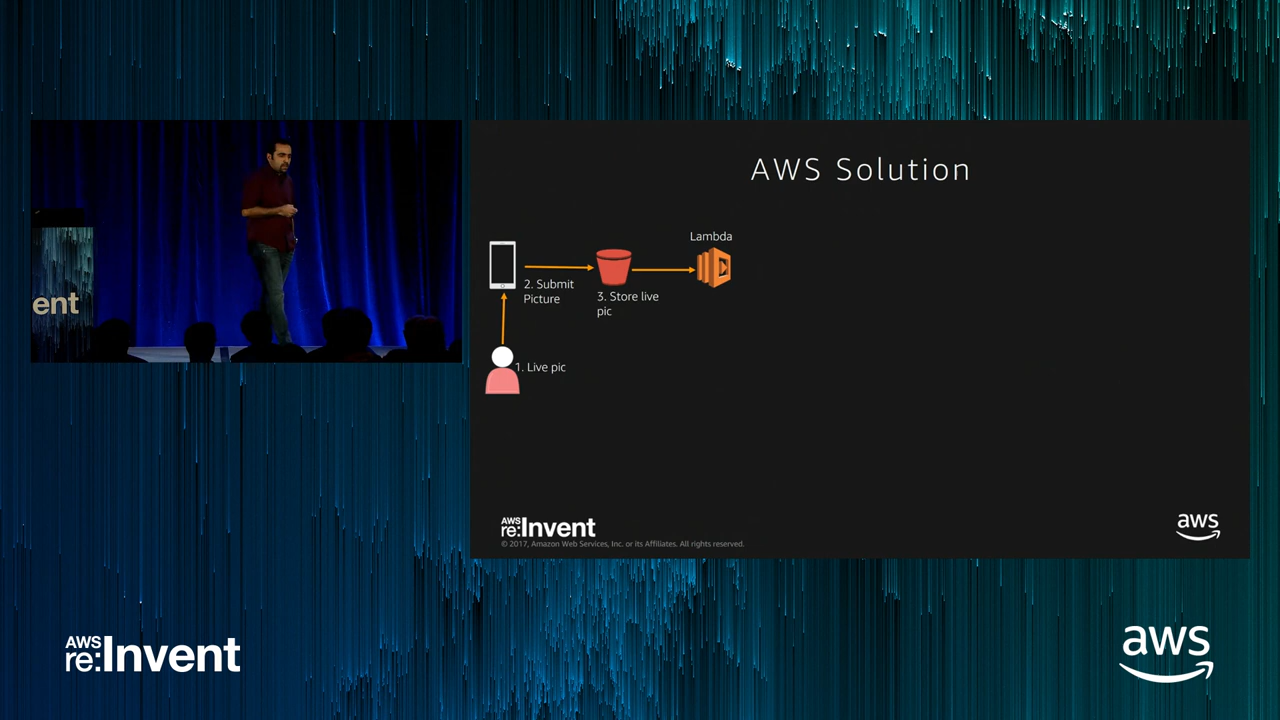 AWS Solution
Lambda
2. Submit
Picture
3. Store live
pic
1. Live pic
ent
AWS
re:Invent
© 2017, Amazon Web Services, Inc. or its Affiliates. All rights reserved.
aws
AWS
re:Invent
aws